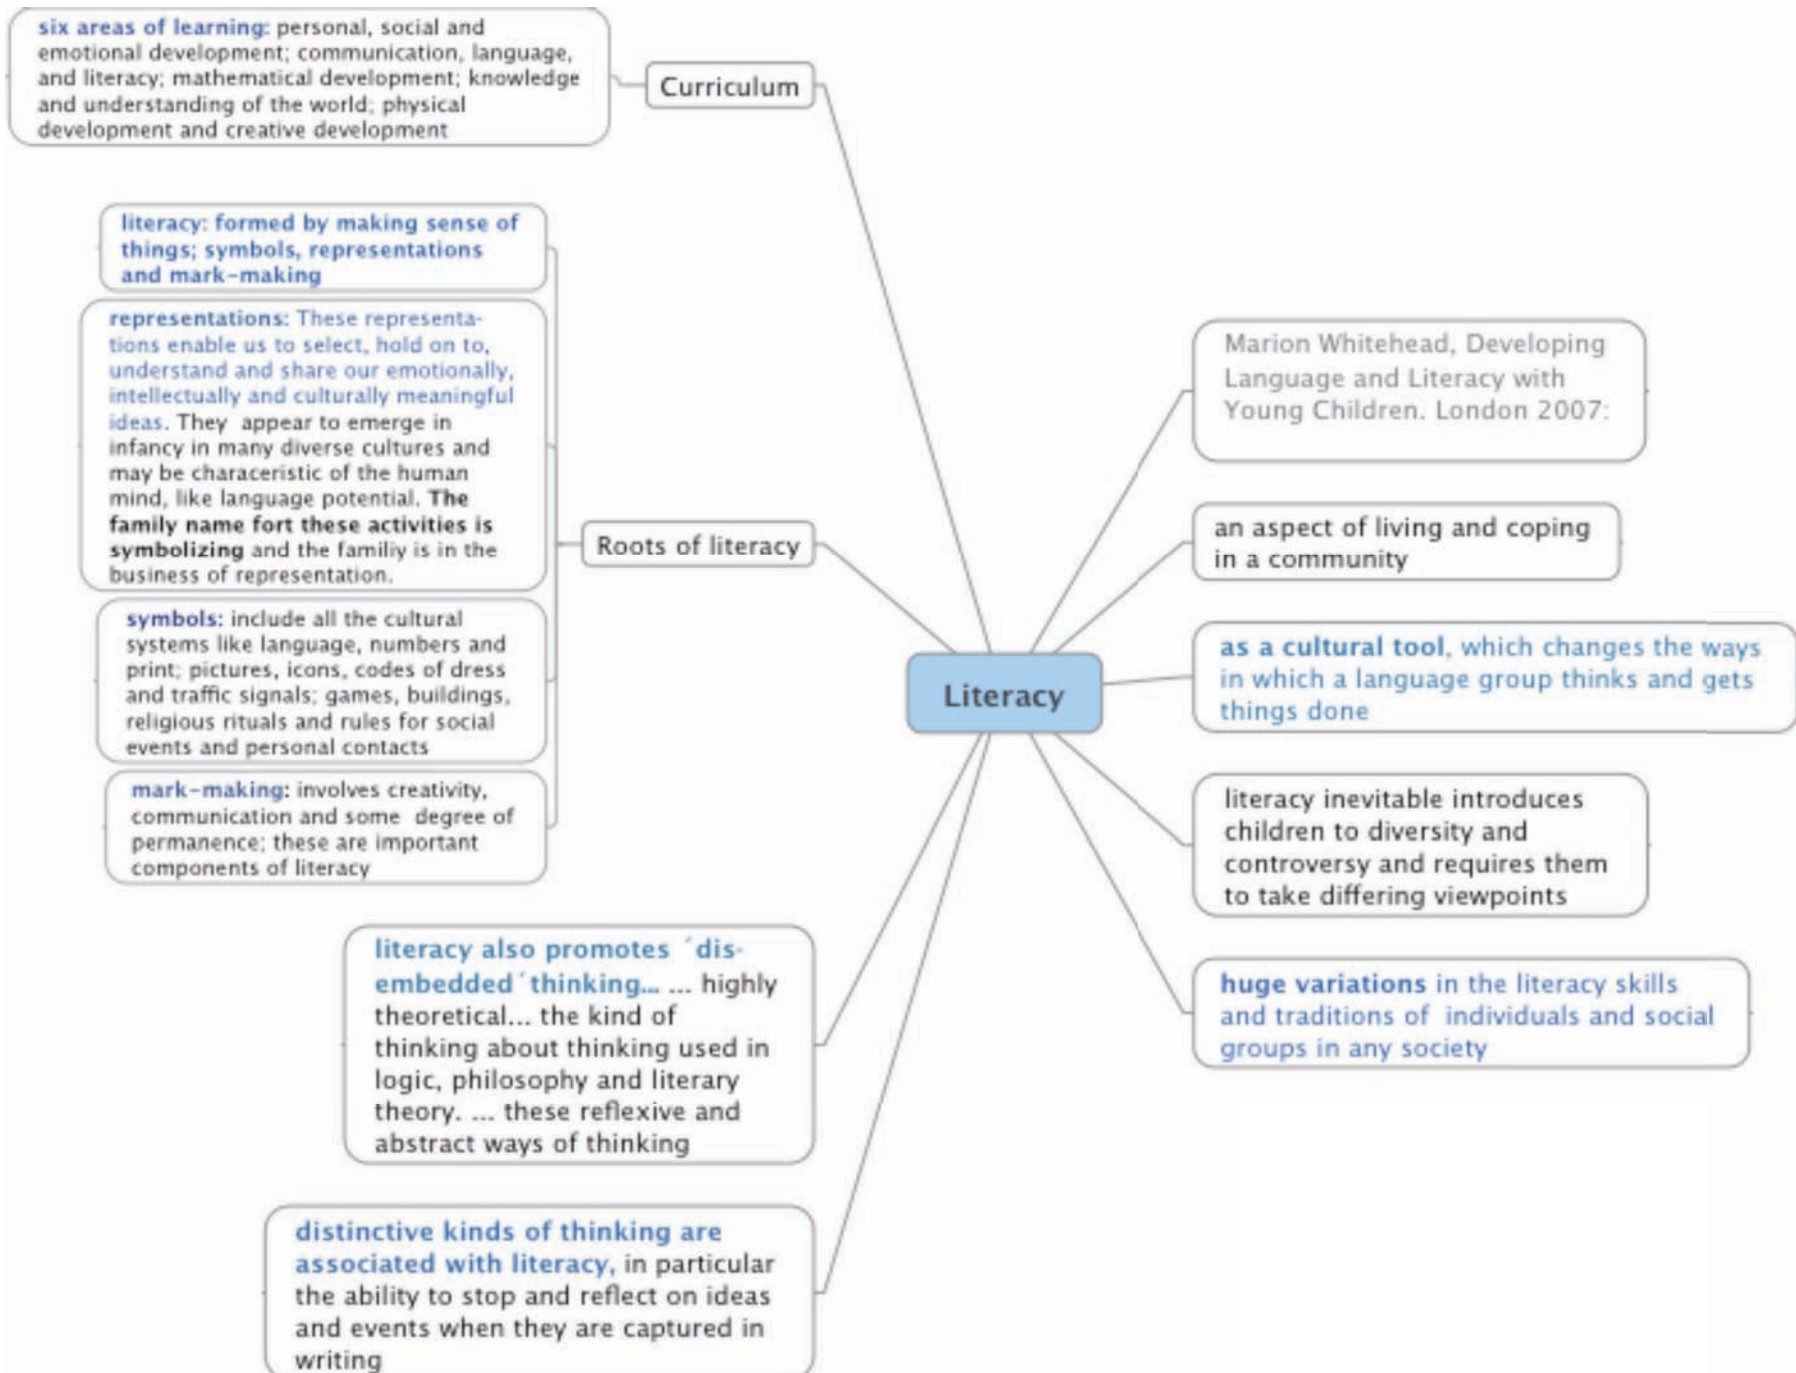 six areas of learning: personal, social and
emotional development; communication, language,
and literacy; mathematical development; knowledge
and understanding of the world; physical
development and creative development
Curriculum
literacy: formed by making sense of
things; symbols, representations
and mark-making
representations: These representa-
tions enable us to select, hold on to,
understand and share our emotionally,
intellectually and culturally meaningful
ideas. They appear to emerge in
infancy in many diverse cultures and
may be characeristic of the human
mind, like language potential. The
family name fort these activities is
symbolizing and the familiy is in the
business of representation.
symbols: include all the cultural
systems like language, numbers and
print; pictures, icons, codes of dress
and traffic signals; games, buildings,
religious rituals and rules for social
events and personal contacts
mark-making: involves creativity,
communication and some degree of
permanence; these are important
components of literacy
Roots of literacy
literacy also promotes ´dis-
embedded´thinking... ... highly
theoretical... the kind of
thinking about thinking used in
logic, philosophy and literary
theory. ... these reflexive and
abstract ways of thinking
distinctive kinds of thinking are
associated with literacy, in particular
the ability to stop and reflect on ideas
and events when they are captured in
writing
Literacy
Marion Whitehead, Developing
Language and Literacy with
Young Children. London 2007:
an aspect of living and coping
in a community
as a cultural tool, which changes the ways
in which a language group thinks and gets
things done
literacy inevitable introduces
children to diversity and
controversy and requires them
to take differing viewpoints
huge variations in the literacy skills
and traditions of individuals and social
groups in any society